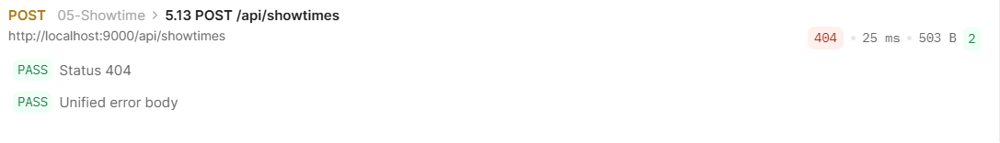 POST 05-Showtime > 5.13 POST /api/showtimes
http://localhost:9000/api/showtimes
404 • 25 ms • 503 B 2
PASS Status 404
PASS Unified error body